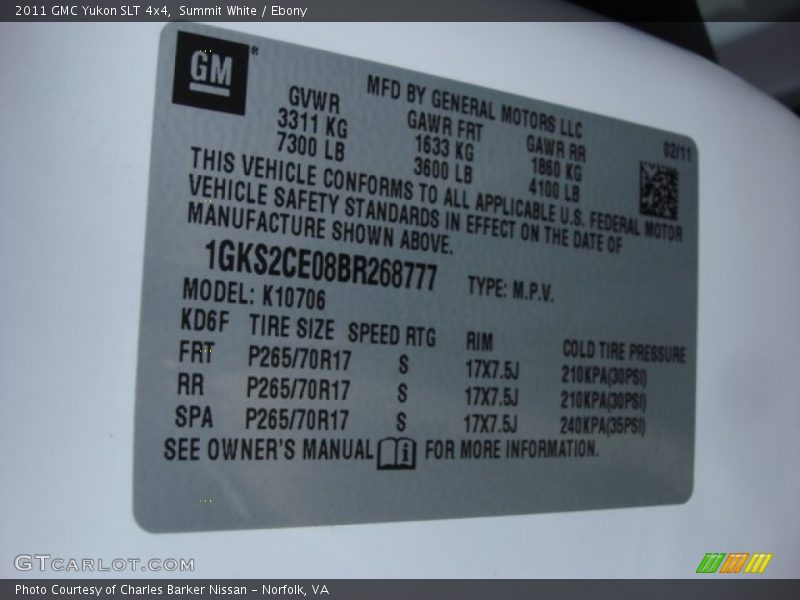 2011 GMC Yukon SLT 4x4, Summit White / Ebony
GM®
MFD BY GENERAL MOTORS LLC
GVWR GAWR FRT GAWR RR 02/11
3311 KG 1633 KG 1860 KG
7300 LB 3600 LB 4100 LB
THIS VEHICLE CONFORMS TO ALL APPLICABLE U.S. FEDERAL MOTOR
VEHICLE SAFETY STANDARDS IN EFFECT ON THE DATE OF
MANUFACTURE SHOWN ABOVE.
1GKS2CE08BR268777 TYPE: M.P.V.
MODEL: K10706
KD6F TIRE SIZE SPEED RTG RIM COLD TIRE PRESSURE
FRT P265/70R17 S 17X7.5J 210KPA(30PSI)
RR P265/70R17 S 17X7.5J 210KPA(30PSI)
SPA P265/70R17 S 17X7.5J 240KPA(35PSI)
SEE OWNER'S MANUAL i FOR MORE INFORMATION.
GTCARLOT.COM
Photo Courtesy of Charles Barker Nissan - Norfolk, VA